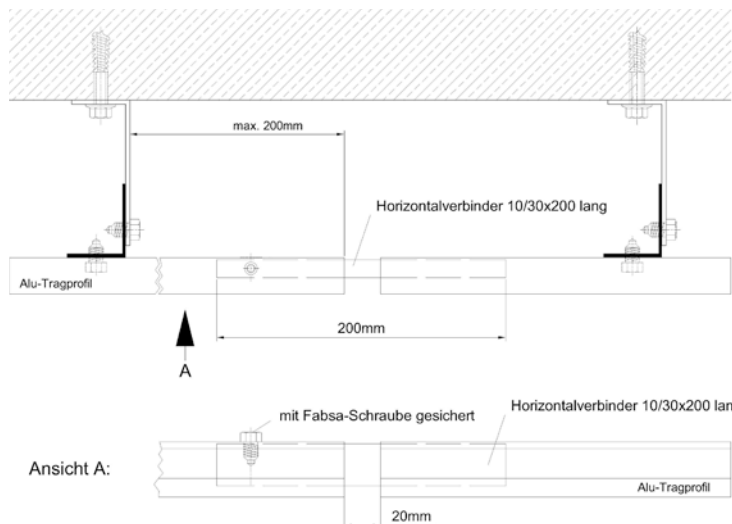 max. 200mm
Horizontalverbinder 10/30x200 lang
Alu-Tragprofil
200mm
A
mit Fabsa-Schraube gesichert
Horizontalverbinder 10/30x200 lan
Ansicht A:
Alu-Tragprofil
20mm